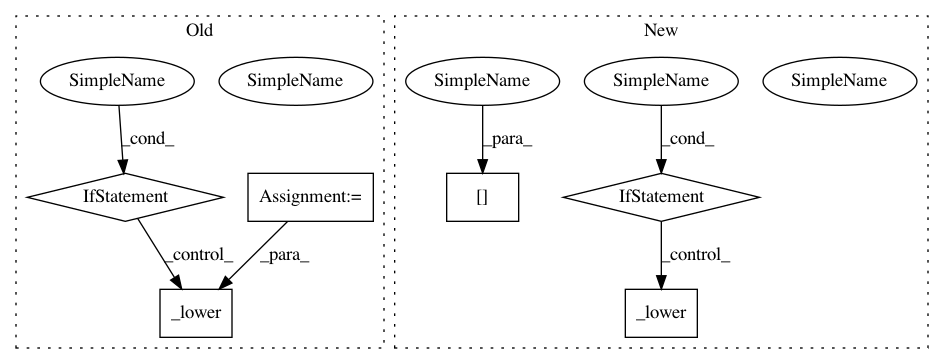 Old
New
SimpleName
SimpleName
SimpleName
SimpleName
SimpleName
_cond_
_para_
_cond_
IfStatement
Assignment:=
[]
IfStatement
_control_
_para_
_control_
_lower
_lower